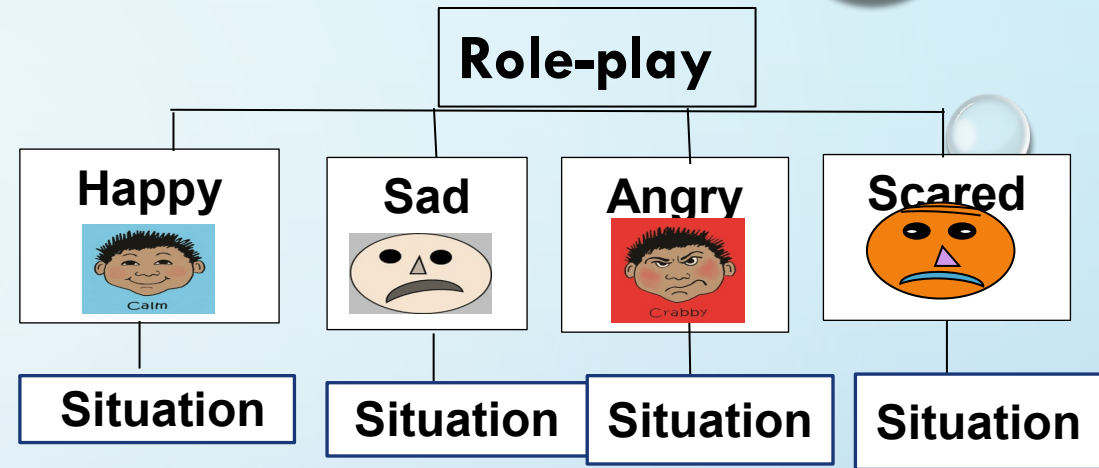 Role-play
Happy
Sad
Angry
Scared
Calm
Crabby
Situation
Situation
Situation
Situation